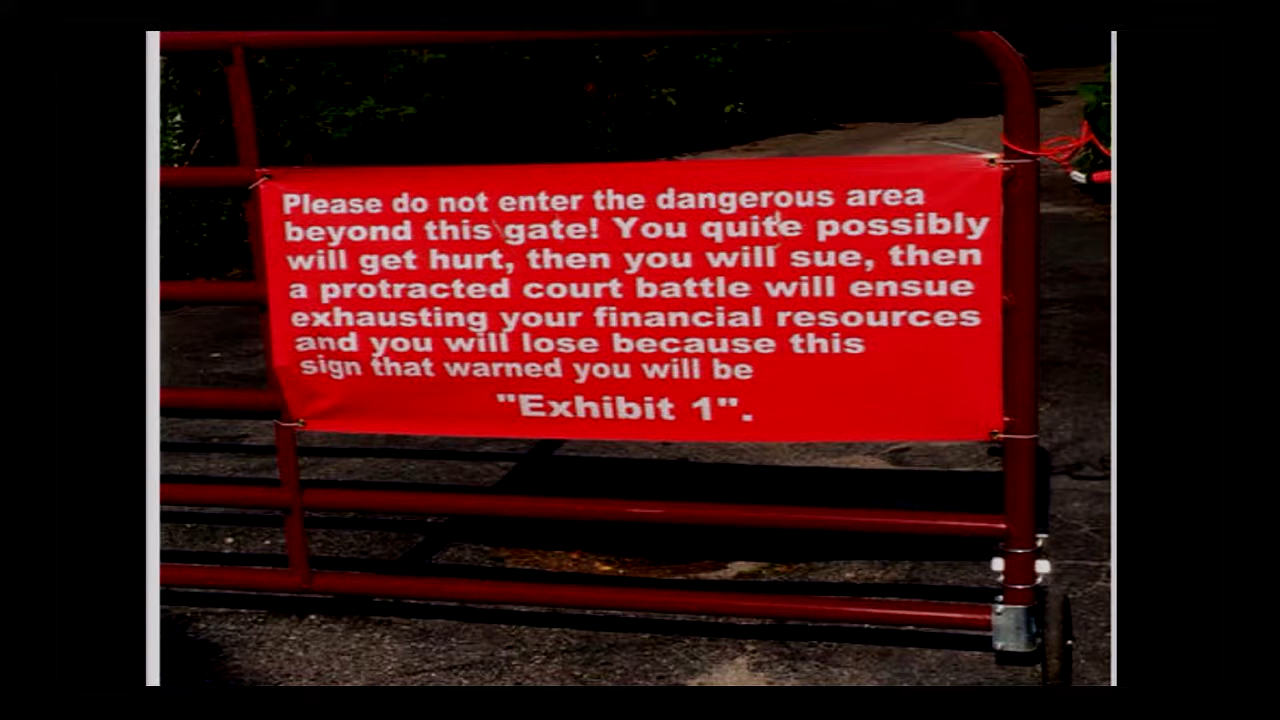 Please do not enter the dangerous area
beyond this gate! You quite possibly
will get hurt, then you will sue, then
a protracted court battle will ensue
exhausting your financial resources
and you will lose because this
sign that warned you will be
"Exhibit 1".